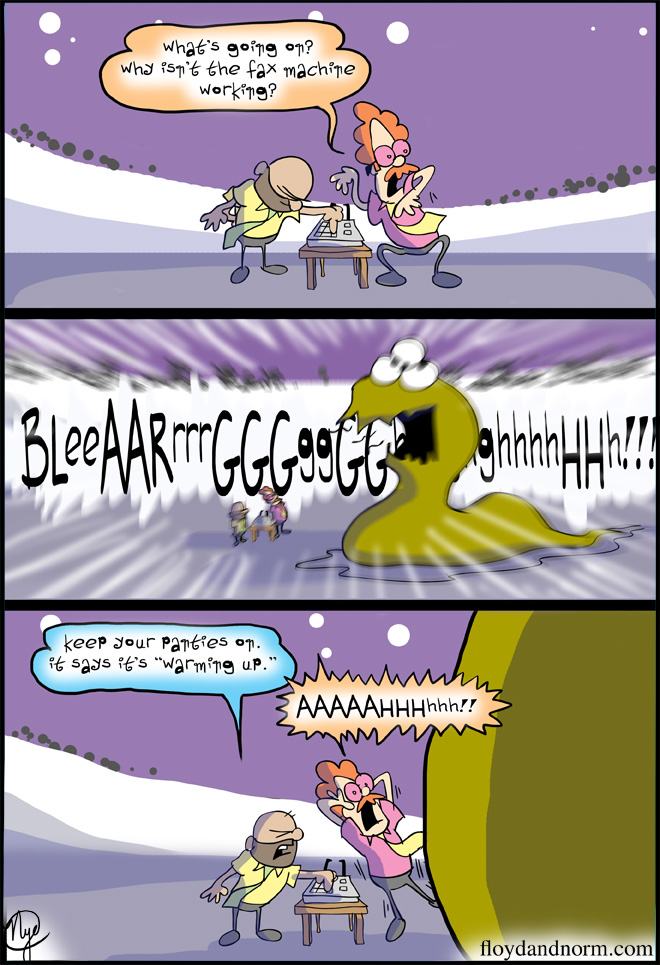 what's going on?
why isn't the fax machine
working?
BLeeAARrrrGGGggGG ghhhhHHh!!!
keep your panties on.
it says it's "warming up."
AAAAAHHHhhh!!
Nye
floydandnorm.com